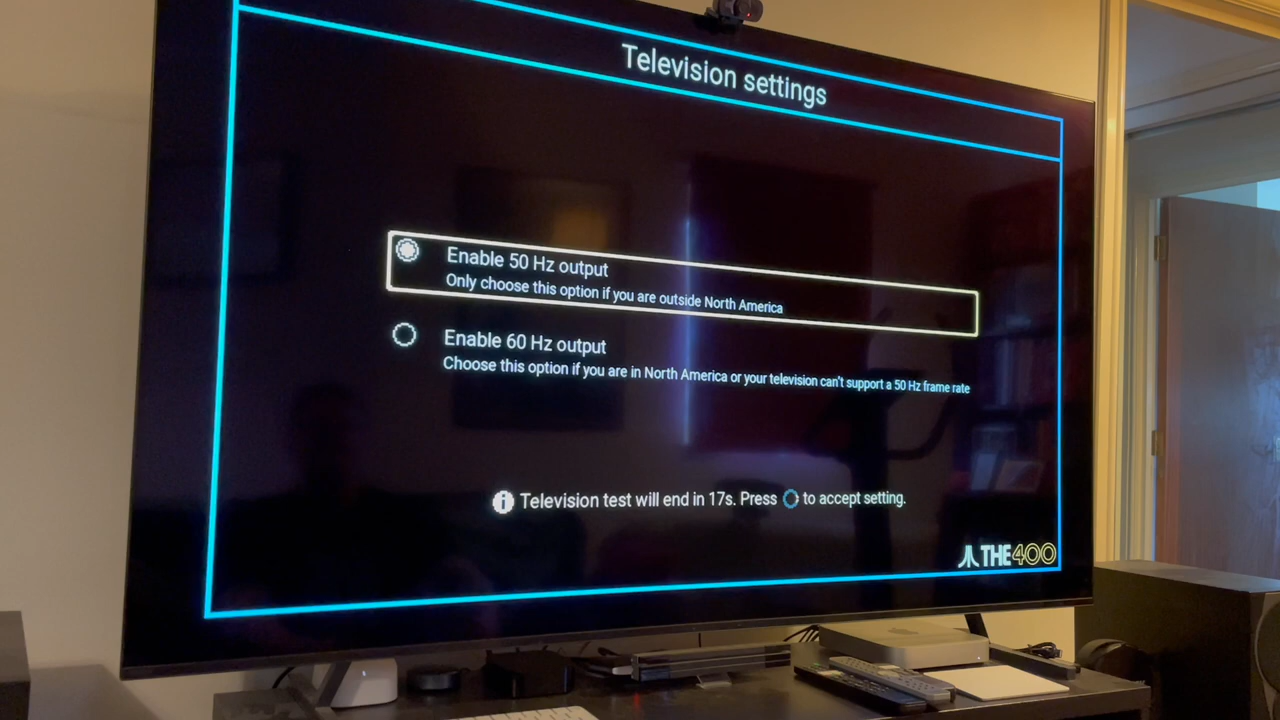 Television settings
Enable 50 Hz output
Only choose this option if you are outside North America
Enable 60 Hz output
Choose this option if you are in North America or your television can't support a 50 Hz frame rate
Television test will end in 17s. Press to accept setting.
THE400